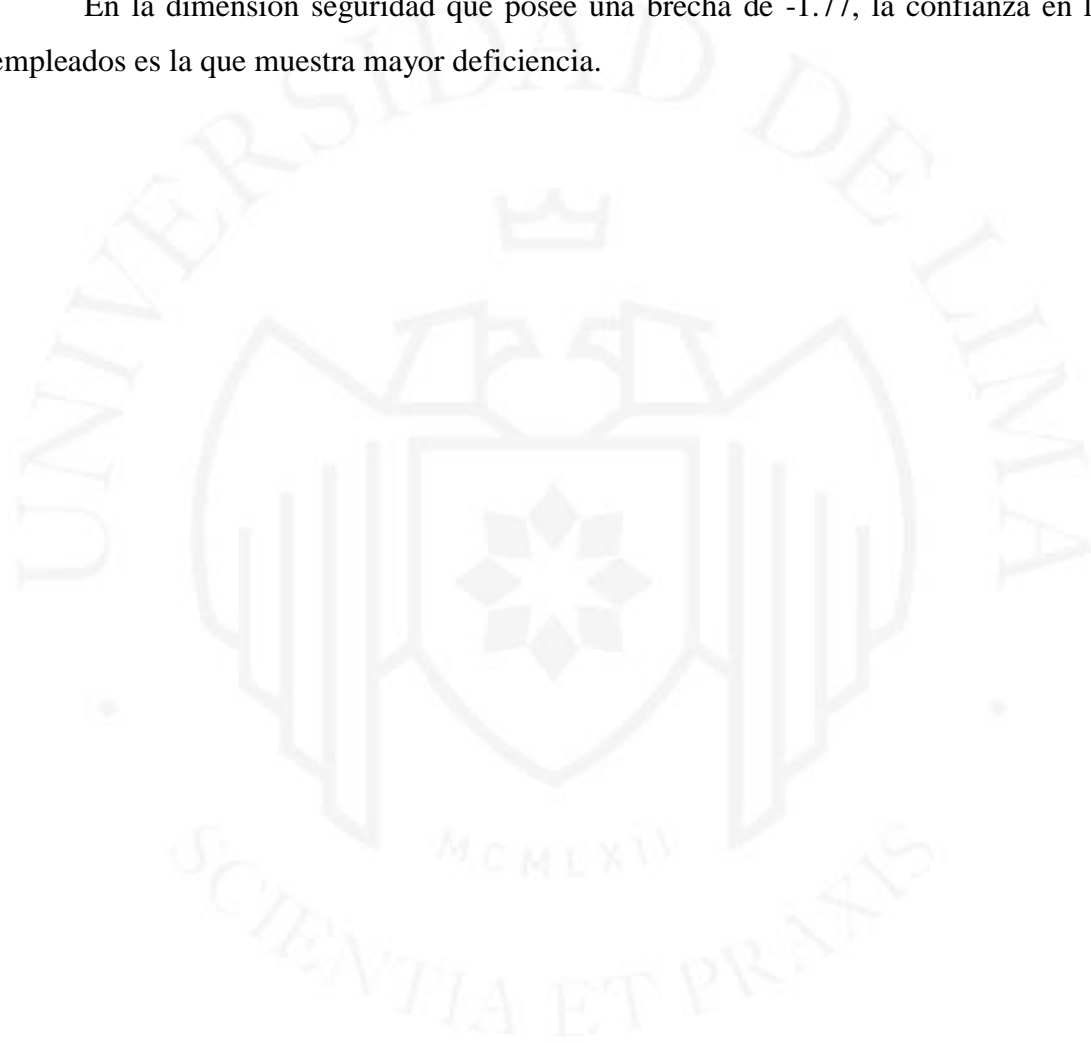 En la dimensión seguridad que posee una brecha de -1.77, la confianza en l
empleados es la que muestra mayor deficiencia.
UNIVERSIDAD DE LIMA
MCMLXII
SCIENTIA ET PRAXIS